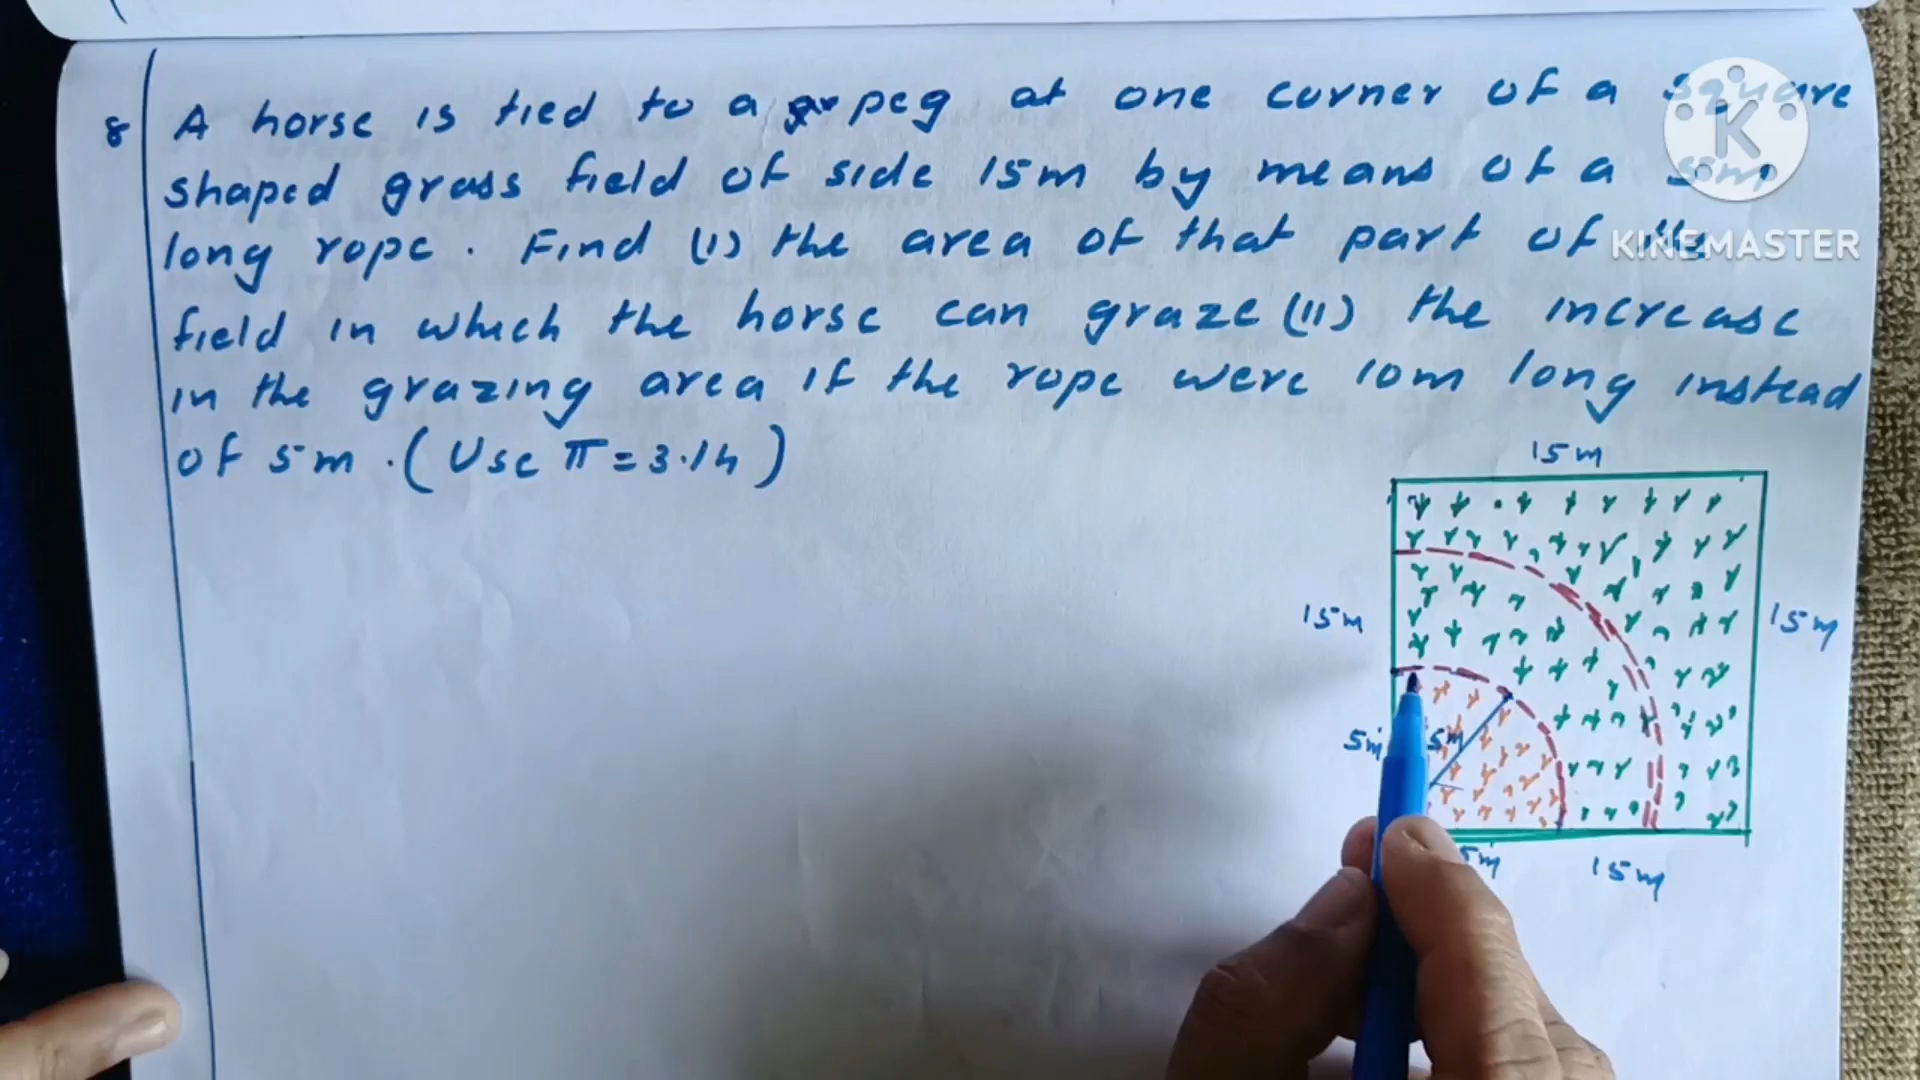 8 A horse is tied to a peg at one corner of a square
shaped grass field of side 15m by means of a 5m
long rope. Find (I) the area of that part of the
field in which the horse can graze (II) the increase
in the grazing area if the rope were 10m long instead
of 5m. (Use π = 3.14)
15m
15m
15m
5m
5m
5m
15m
K
KINEMASTER